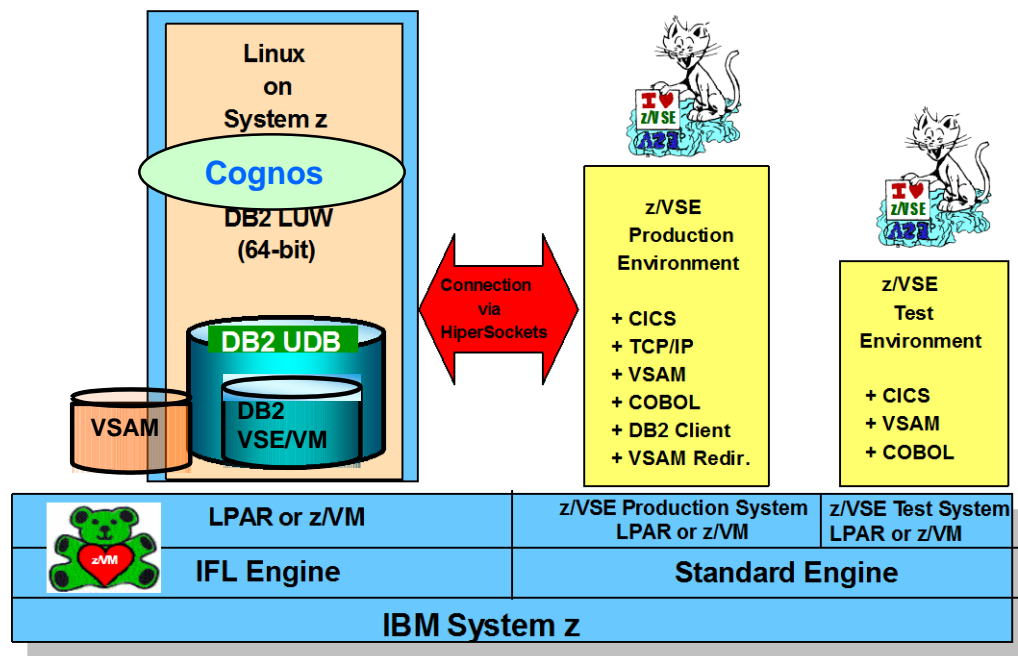 Linux
on
System z
Cognos
DB2 LUW
(64-bit)
DB2 UDB
DB2
VSE/VM
VSAM
Connection
via
HiperSockets
I ♥
z/VSE
z/VSE
Production
Environment
+ CICS
+ TCP/IP
+ VSAM
+ COBOL
+ DB2 Client
+ VSAM Redir.
I ♥
z/VSE
z/VSE
Test
Environment
+ CICS
+ VSAM
+ COBOL
z/VM
LPAR or z/VM
z/VSE Production System
LPAR or z/VM
z/VSE Test System
LPAR or z/VM
IFL Engine
Standard Engine
IBM System z